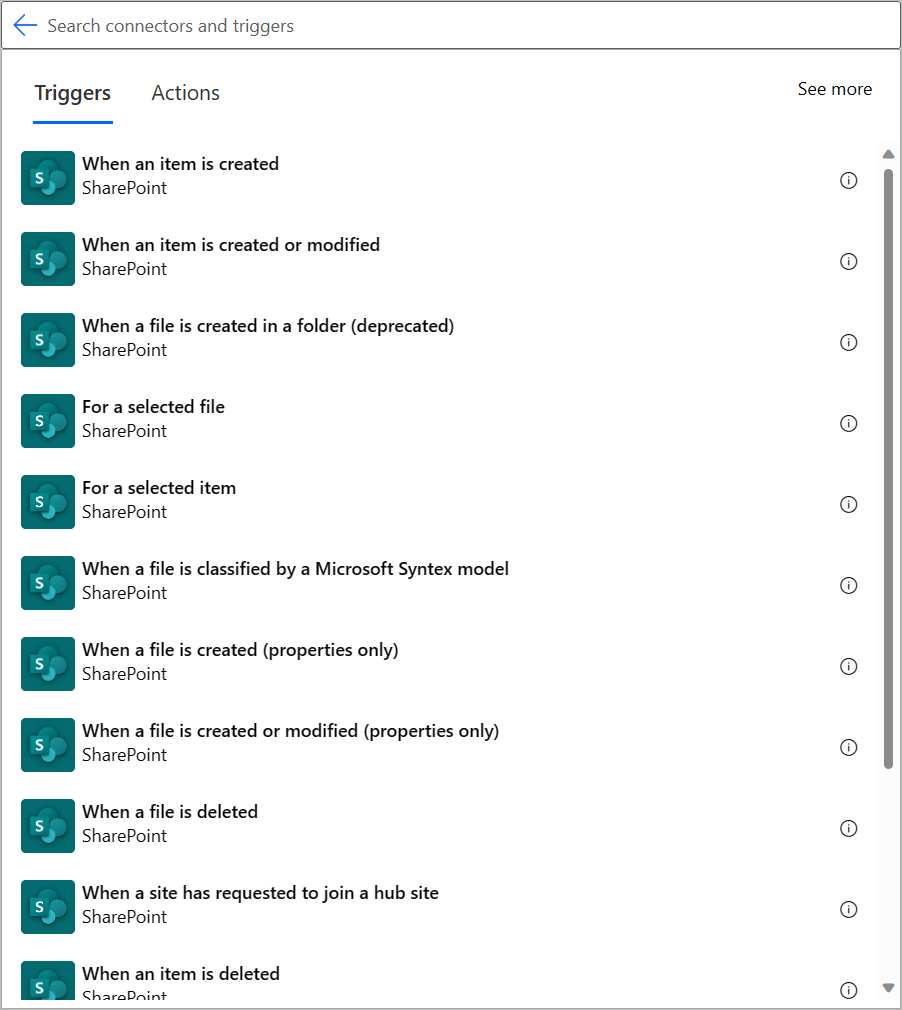 Search connectors and triggers
Triggers
Actions
See more
When an item is created
SharePoint
When an item is created or modified
SharePoint
When a file is created in a folder (deprecated)
SharePoint
For a selected file
SharePoint
For a selected item
SharePoint
When a file is classified by a Microsoft Syntex model
SharePoint
When a file is created (properties only)
SharePoint
When a file is created or modified (properties only)
SharePoint
When a file is deleted
SharePoint
When a site has requested to join a hub site
SharePoint
When an item is deleted
SharePoint